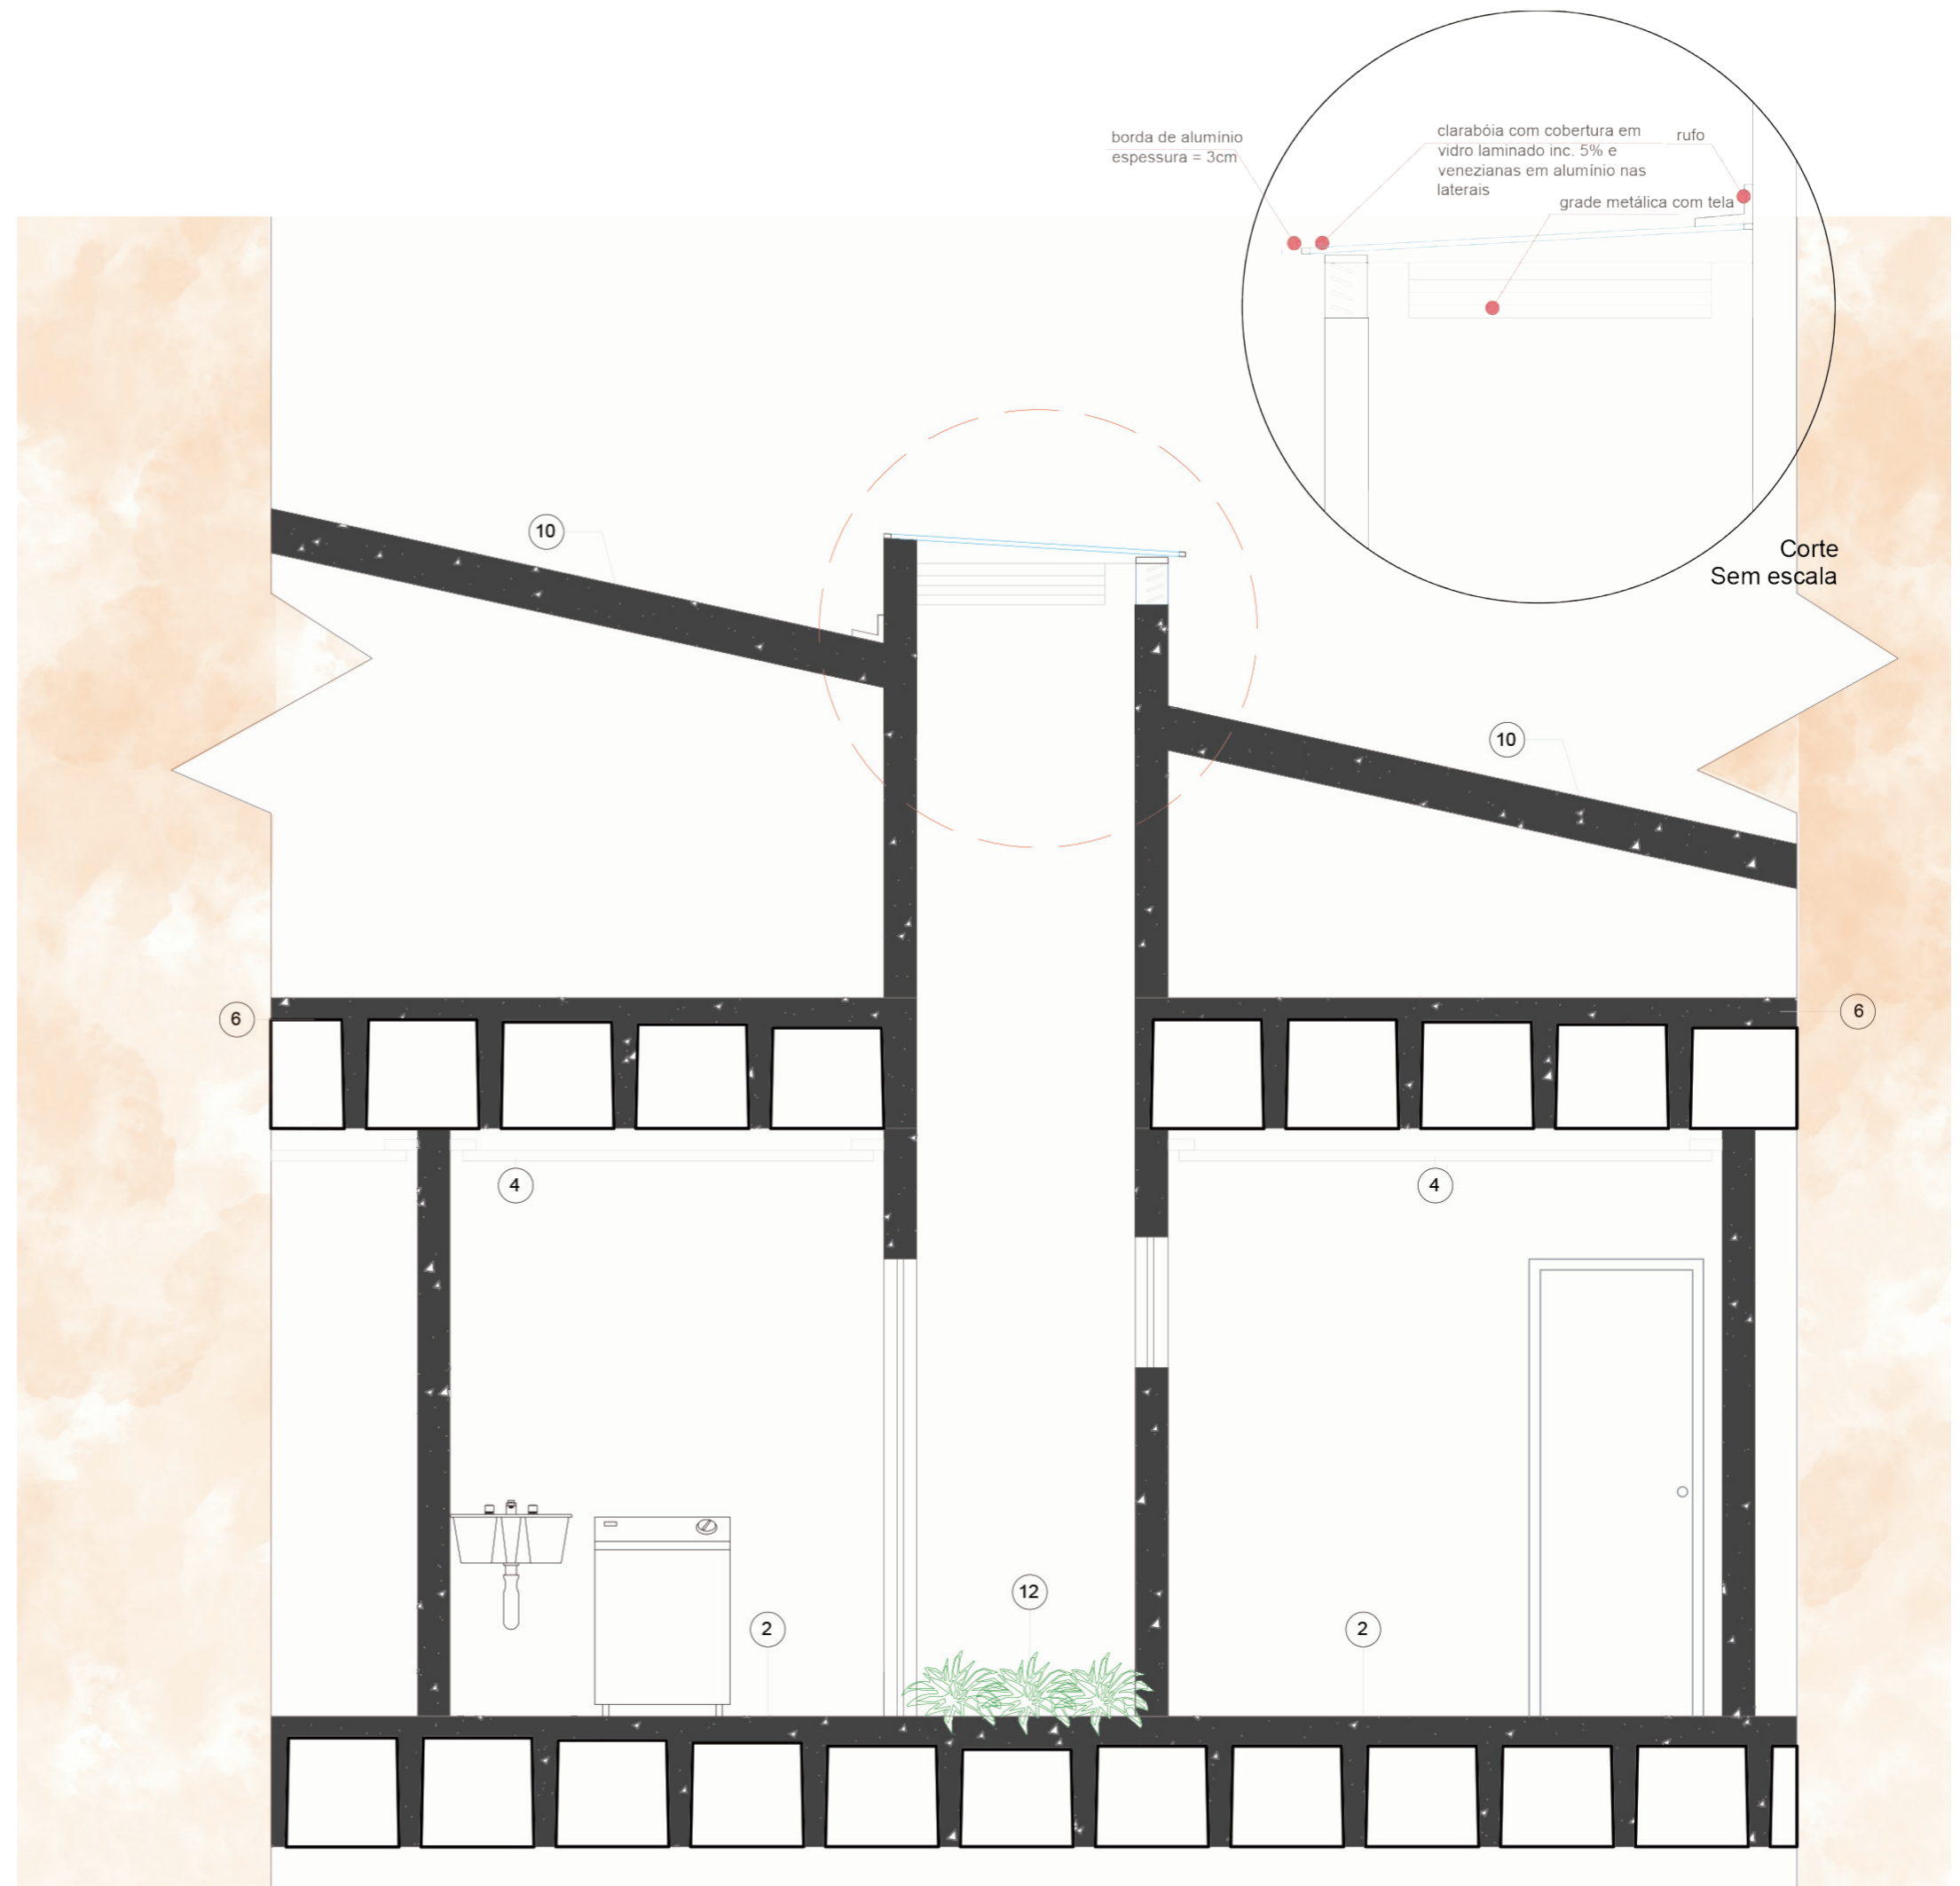 borda de alumínio
espessura = 3cm
clarabóia com cobertura em
vidro laminado inc. 5% e
venezianas em alumínio nas
laterais
rufo
grade metálica com tela
Corte
Sem escala
10
10
6
6
4
4
12
2
2